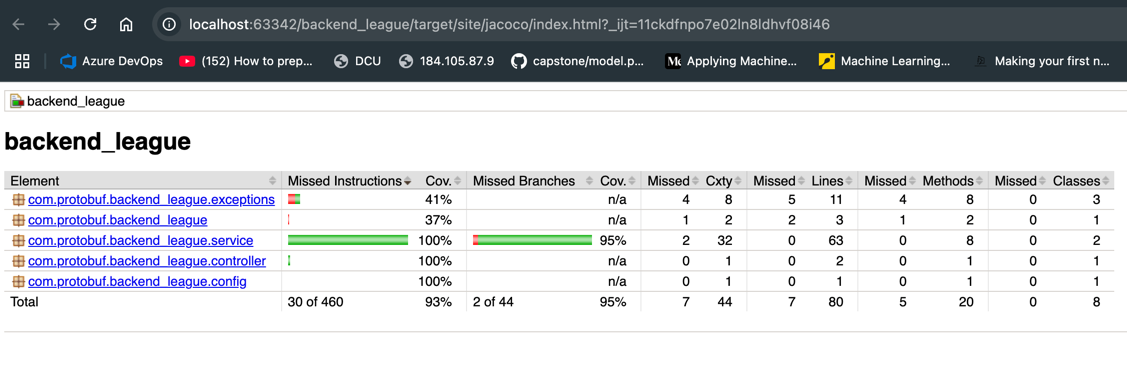 localhost:63342/backend_league/target/site/jacoco/index.html?_ijt=11ckdfnpo7e02ln8ldhvf08i46
Azure DevOps (152) How to prep... DCU 184.105.87.9 capstone/model.p... Applying Machine... Machine Learning... Making your first n...
backend_league
backend_league
Element Missed Instructions Cov. Missed Branches Cov. Missed Cxty Missed Lines Missed Methods Missed Classes
com.protobuf.backend_league.exceptions 41% n/a 4 8 5 11 4 8 0 3
com.protobuf.backend_league 37% n/a 1 2 2 3 1 2 0 1
com.protobuf.backend_league.service 100% 95% 2 32 0 63 0 8 0 2
com.protobuf.backend_league.controller 100% n/a 0 1 0 2 0 1 0 1
com.protobuf.backend_league.config 100% n/a 0 1 0 1 0 1 0 1
Total 30 of 460 93% 2 of 44 95% 7 44 7 80 5 20 0 8